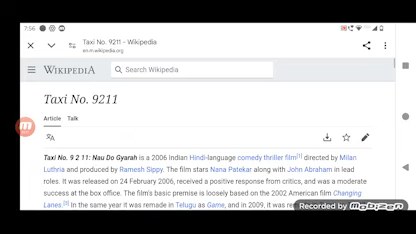 7:56
Taxi No. 9211 - Wikipedia
en.m.wikipedia.org
WIKIPEDIA
Search Wikipedia
Taxi No. 9211
Article Talk
Taxi No. 9 2 11: Nau Do Gyarah is a 2006 Indian Hindi-language comedy thriller film[1] directed by Milan
Luthria and produced by Ramesh Sippy. The film stars Nana Patekar along with John Abraham in lead
roles. It was released on 24 February 2006, received a positive response from critics, and was a moderate
success at the box office. The film's basic premise is loosely based on the 2002 American film Changing
Lanes.[3] In the same year it was remade in Telugu as Game, and in 2009, it was
Recorded by Mobizen